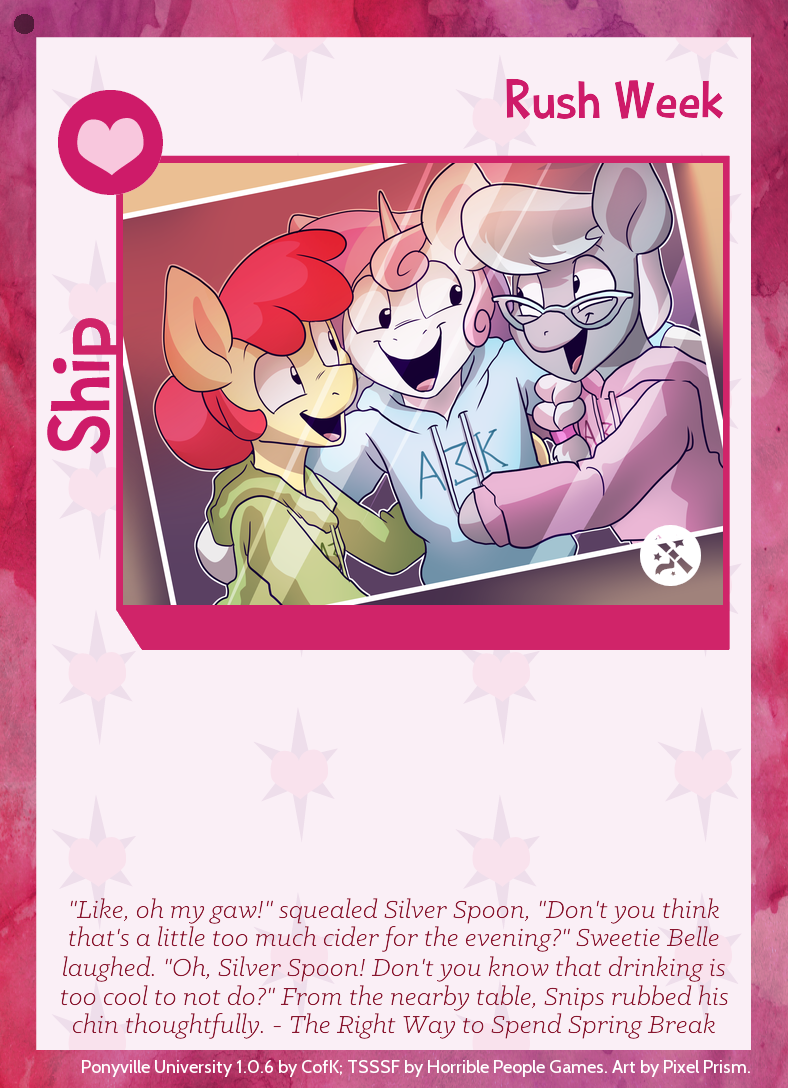 Rush Week
Ship
AƷK
"Like, oh my gaw!" squealed Silver Spoon, "Don't you think
that's a little too much cider for the evening?" Sweetie Belle
laughed. "Oh, Silver Spoon! Don't you know that drinking is
too cool to not do?" From the nearby table, Snips rubbed his
chin thoughtfully. - The Right Way to Spend Spring Break
Ponyville University 1.0.6 by CofK; TSSSF by Horrible People Games. Art by Pixel Prism.